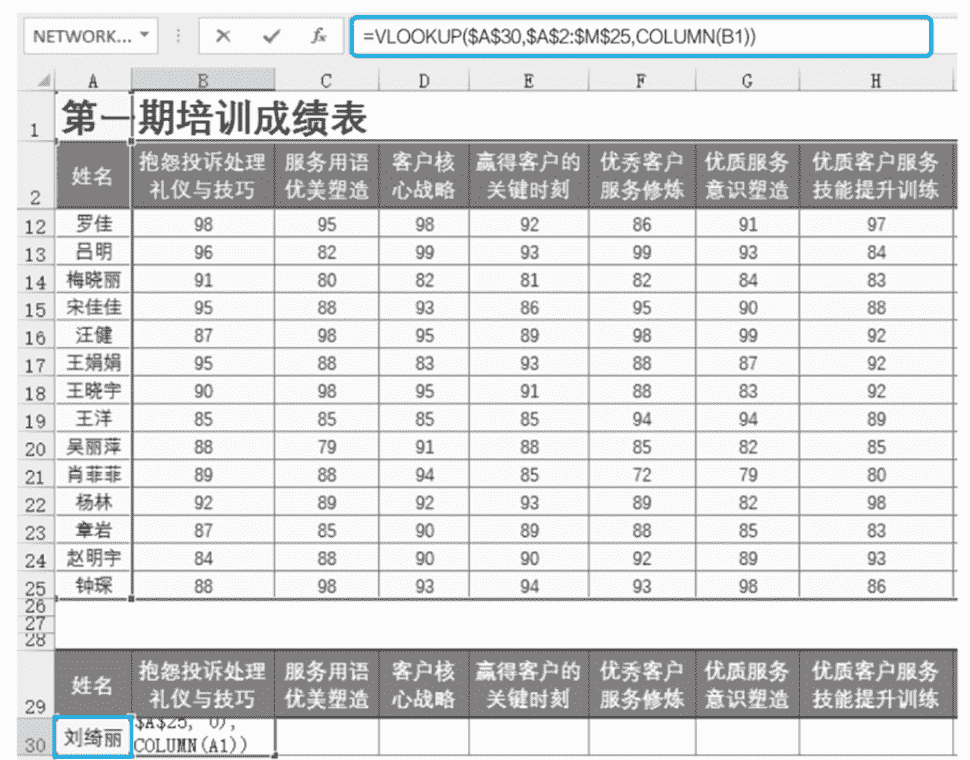 NETWORK... =VLOOKUP($A$30,$A$2:$M$25,COLUMN(B1))
A B C D E F G H
1 第一期培训成绩表
2 姓名 抱怨投诉处理礼仪与技巧 服务用语优美塑造 客户核心战略 赢得客户的关键时刻 优秀客户服务修炼 优质服务意识塑造 优质客户服务技能提升训练
12 罗佳 98 95 98 92 86 91 97
13 吕明 96 82 99 93 99 93 84
14 梅晓丽 91 80 82 81 82 84 83
15 宋佳佳 95 88 93 86 95 90 88
16 汪健 87 98 95 89 98 99 92
17 王娟娟 95 88 83 93 88 87 92
18 王晓宇 90 98 95 91 88 83 92
19 王洋 85 85 85 85 94 94 89
20 吴丽萍 88 79 91 88 85 82 85
21 肖菲菲 89 88 94 85 72 79 80
22 杨林 92 89 92 93 89 82 98
23 章岩 87 85 90 89 88 85 83
24 赵明宇 84 88 90 90 92 89 93
25 钟琛 88 98 93 94 93 98 86
26
27
28
29 姓名 抱怨投诉处理礼仪与技巧 服务用语优美塑造 客户核心战略 赢得客户的关键时刻 优秀客户服务修炼 优质服务意识塑造 优质客户服务技能提升训练
30 刘绮丽 $A$25, 0), COLUMN(A1))